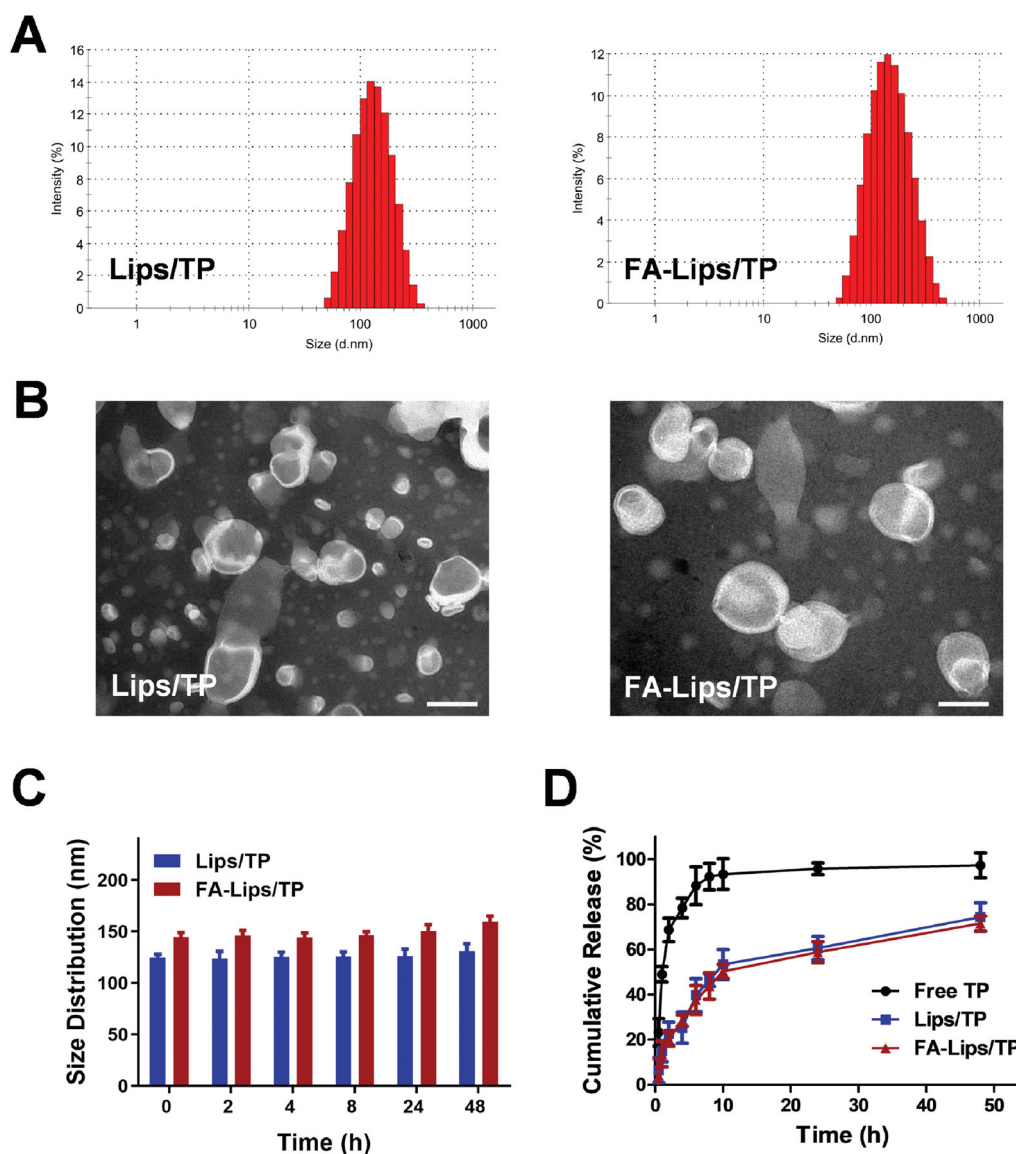 A
16
14
12
10
8
6
4
2
0
Intensity (%)
Lips/TP
1
10
100
1000
Size (d.nm)
12
10
8
6
4
2
0
Intensity (%)
FA-Lips/TP
1
10
100
1000
Size (d.nm)
B
Lips/TP
FA-Lips/TP
C
Size Distribution (nm)
200
150
100
50
0
Lips/TP
FA-Lips/TP
0 2 4 8 24 48
Time (h)
D
Cumulative Release (%)
100
80
60
40
20
0
Free TP
Lips/TP
FA-Lips/TP
0 10 20 30 40 50
Time (h)